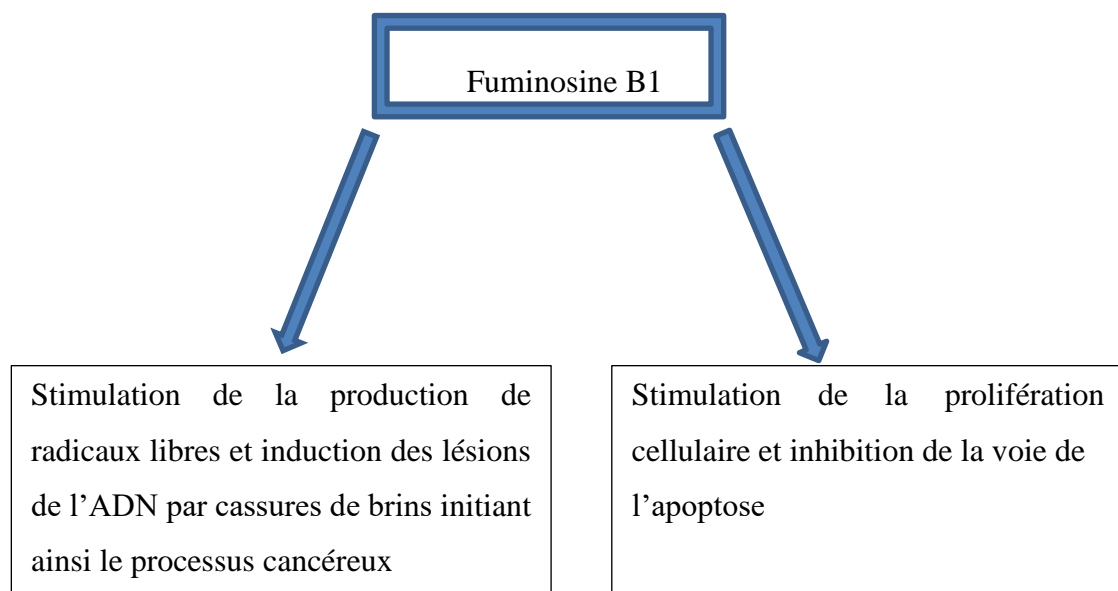 Fuminosine B1
Stimulation de la production de
radicaux libres et induction des lésions
de l’ADN par cassures de brins initiant
ainsi le processus cancéreux
Stimulation de la prolifération
cellulaire et inhibition de la voie de
l’apoptose